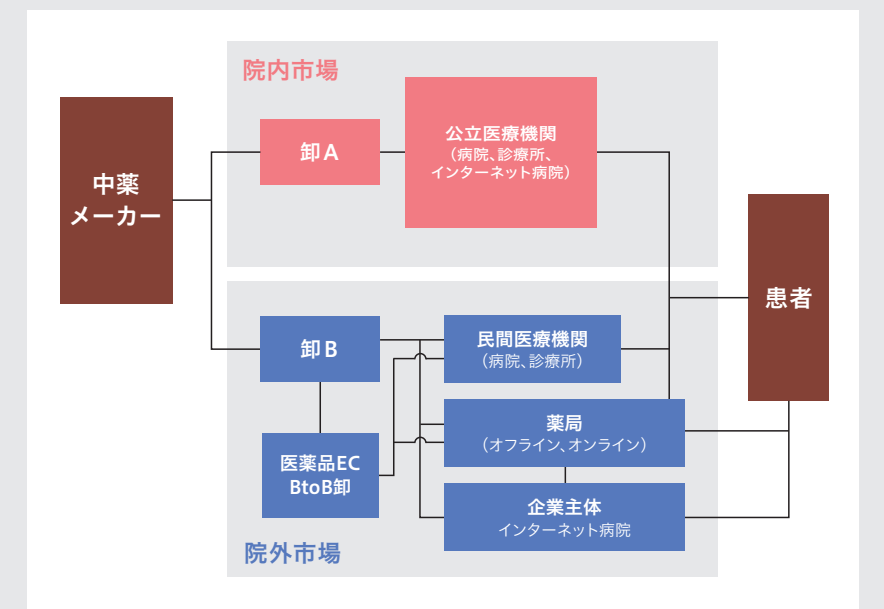 院内市場
中薬
メーカー
卸A
公立医療機関
（病院、診療所、
インターネット病院）
患者
卸B
民間医療機関
（病院、診療所）
医薬品EC
BtoB卸
薬局
（オフライン、オンライン）
企業主体
インターネット病院
院外市場